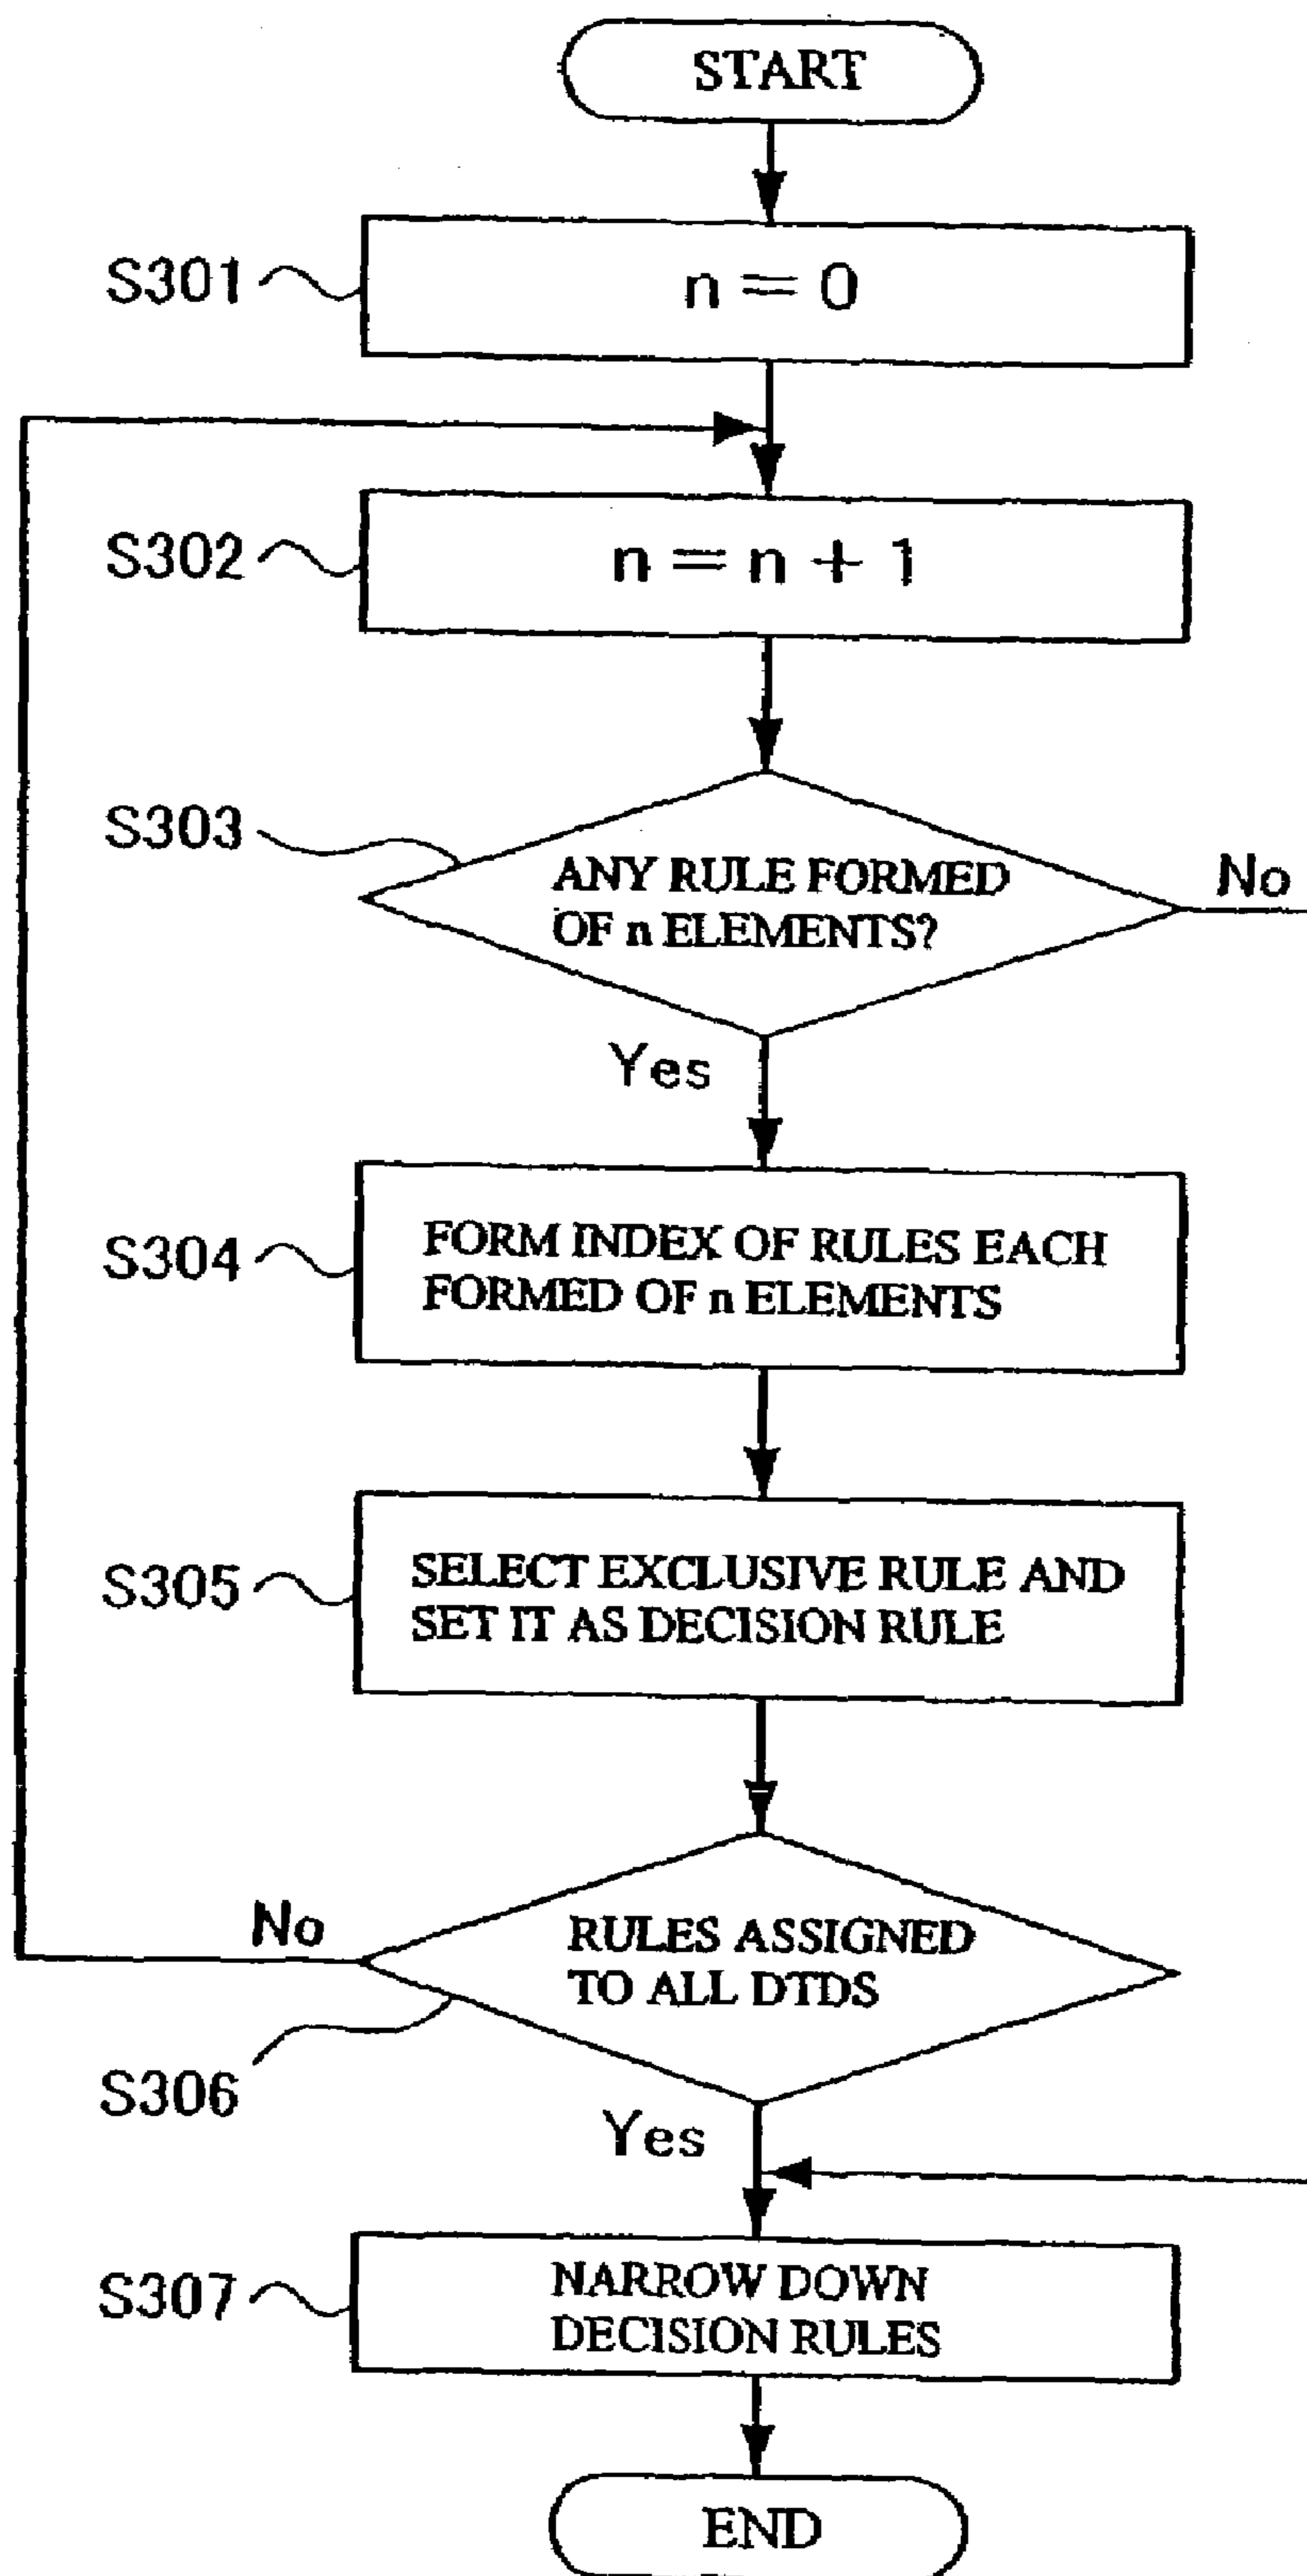 START
S301
n = 0
S302
n = n + 1
S303
ANY RULE FORMED
OF n ELEMENTS?
No
Yes
S304
FORM INDEX OF RULES EACH
FORMED OF n ELEMENTS
S305
SELECT EXCLUSIVE RULE AND
SET IT AS DECISION RULE
No
RULES ASSIGNED
TO ALL DTDS
S306
Yes
S307
NARROW DOWN
DECISION RULES
END